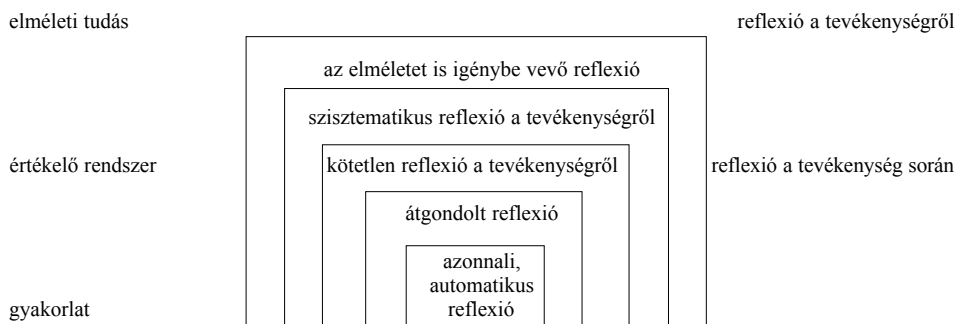 elméleti tudás
reflexió a tevékenységről
az elméletet is igénybe vevő reflexió
szisztematikus reflexió a tevékenységről
értékelő rendszer
kötetlen reflexió a tevékenységről
reflexió a tevékenység során
átgondolt reflexió
azonnali,
automatikus
reflexió
gyakorlat